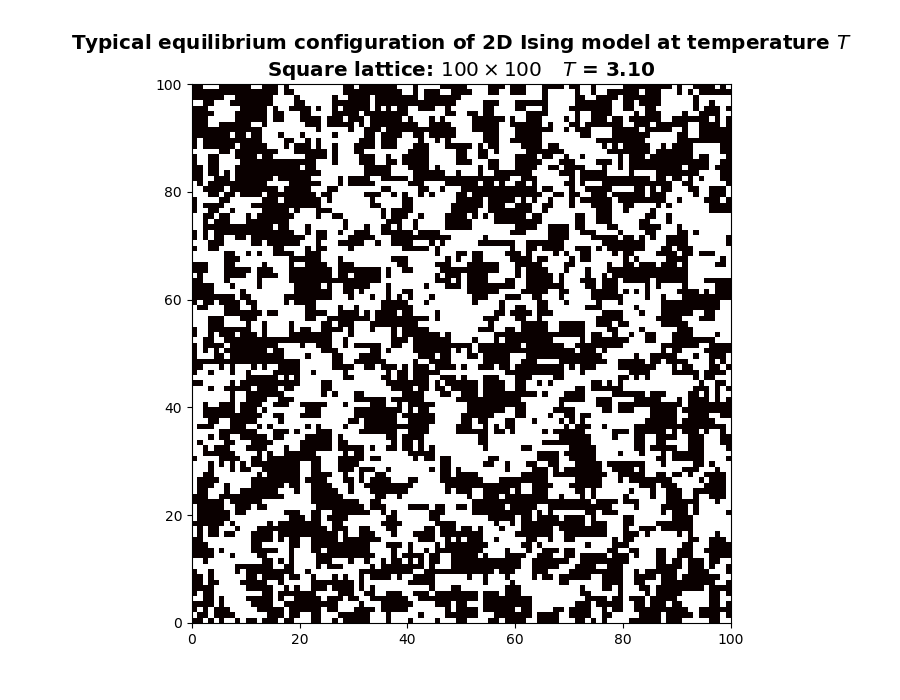 Typical equilibrium configuration of 2D Ising model at temperature T
Square lattice: 100 × 100 T = 3.10
100
80
60
40
20
0
0 20 40 60 80 100